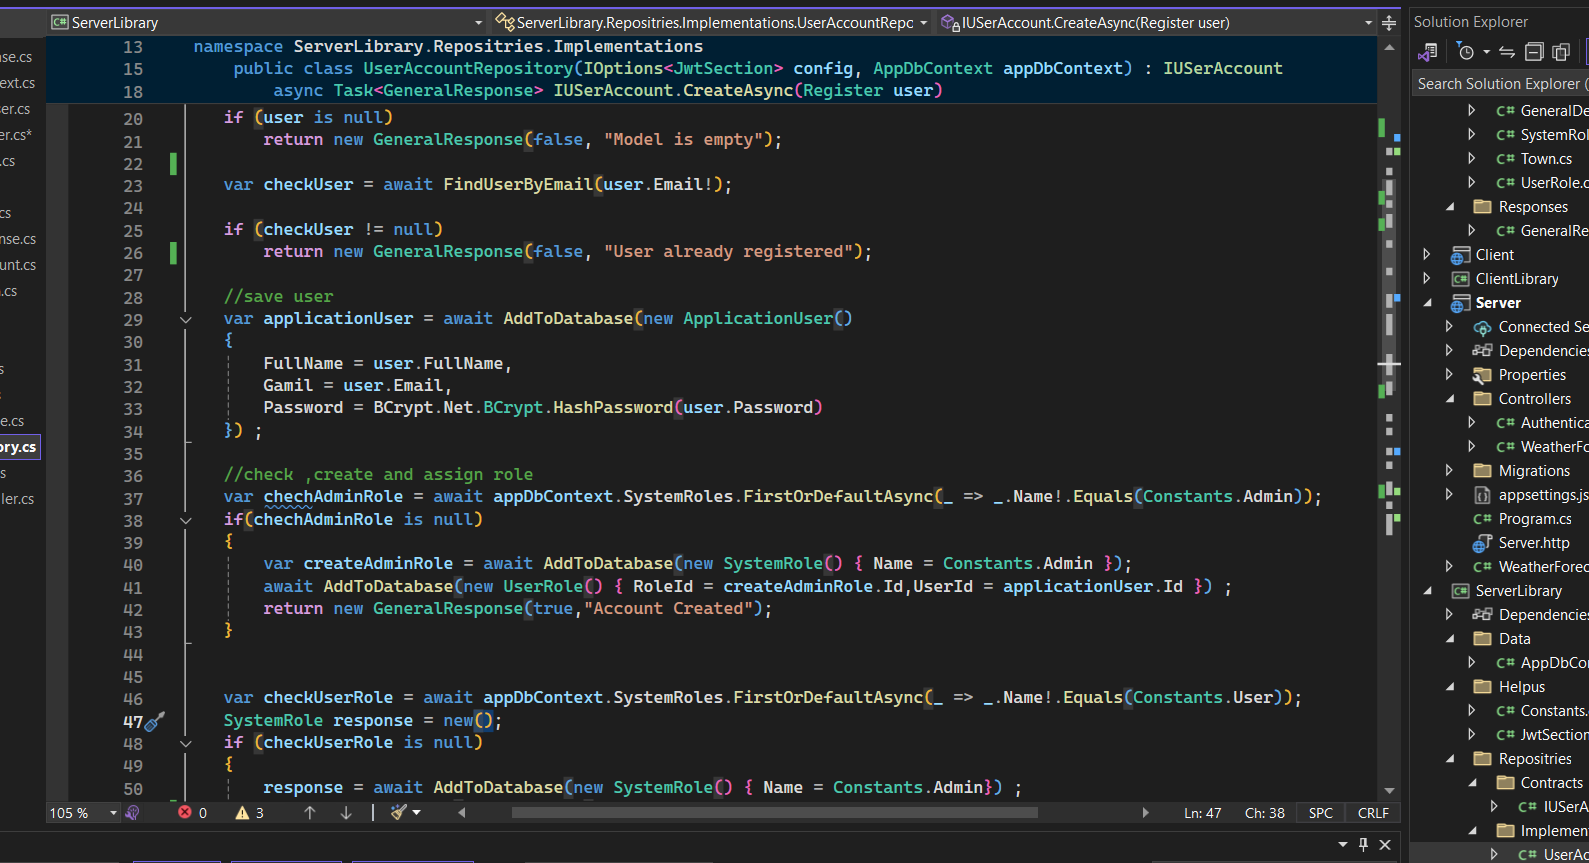 ServerLibrary
ServerLibrary.Repositries.Implementations.UserAccountRepc
IUSerAccount.CreateAsync(Register user)
Solution Explorer
Search Solution Explorer (
13 namespace ServerLibrary.Repositries.Implementations
15 public class UserAccountRepository(IOptions<JwtSection> config, AppDbContext appDbContext) : IUSerAccount
18 async Task<GeneralResponse> IUSerAccount.CreateAsync(Register user)
20 if (user is null)
21 return new GeneralResponse(false, "Model is empty");
22
23 var checkUser = await FindUserByEmail(user.Email!);
24
25 if (checkUser != null)
26 return new GeneralResponse(false, "User already registered");
27
28 //save user
29 var applicationUser = await AddToDatabase(new ApplicationUser()
30 {
31 FullName = user.FullName,
32 Gamil = user.Email,
33 Password = BCrypt.Net.BCrypt.HashPassword(user.Password)
34 }) ;
35
36 //check ,create and assign role
37 var chechAdminRole = await appDbContext.SystemRoles.FirstOrDefaultAsync(_ => _.Name!.Equals(Constants.Admin));
38 if(chechAdminRole is null)
39 {
40 var createAdminRole = await AddToDatabase(new SystemRole() { Name = Constants.Admin });
41 await AddToDatabase(new UserRole() { RoleId = createAdminRole.Id,UserId = applicationUser.Id }) ;
42 return new GeneralResponse(true,"Account Created");
43 }
44
45
46 var checkUserRole = await appDbContext.SystemRoles.FirstOrDefaultAsync(_ => _.Name!.Equals(Constants.User));
47 SystemRole response = new();
48 if (checkUserRole is null)
49 {
50 response = await AddToDatabase(new SystemRole() { Name = Constants.Admin}) ;
105 %
0
3
Ln: 47
Ch: 38
SPC
CRLF
se.cs
ext.cs
ser.cs
er.cs*
.cs
cs
nse.cs
unt.cs
.cs
s
e.cs
ory.cs
s
ler.cs
C# GeneralDe
C# SystemRol
C# Town.cs
C# UserRole.c
Responses
C# GeneralRe
Client
C# ClientLibrary
Server
Connected Se
Dependencies
Properties
Controllers
C# Authentica
C# WeatherFo
Migrations
appsettings.js
C# Program.cs
Server.http
C# WeatherForec
C# ServerLibrary
Dependencies
Data
C# AppDbCon
Helpus
C# Constants.
C# JwtSection
Repositries
Contracts
C# IUSerA
Implemen
C# UserAc